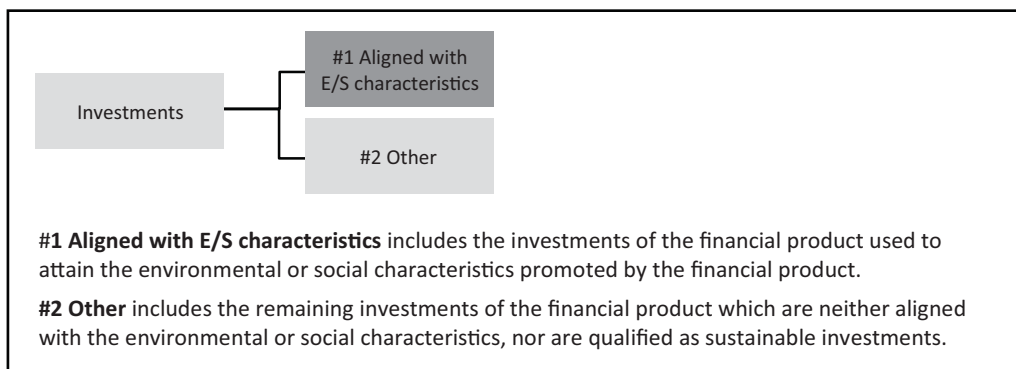 #1 Aligned with
E/S characteristics
Investments
#2 Other
#1 Aligned with E/S characteristics includes the investments of the financial product used to
attain the environmental or social characteristics promoted by the financial product.
#2 Other includes the remaining investments of the financial product which are neither aligned
with the environmental or social characteristics, nor are qualified as sustainable investments.